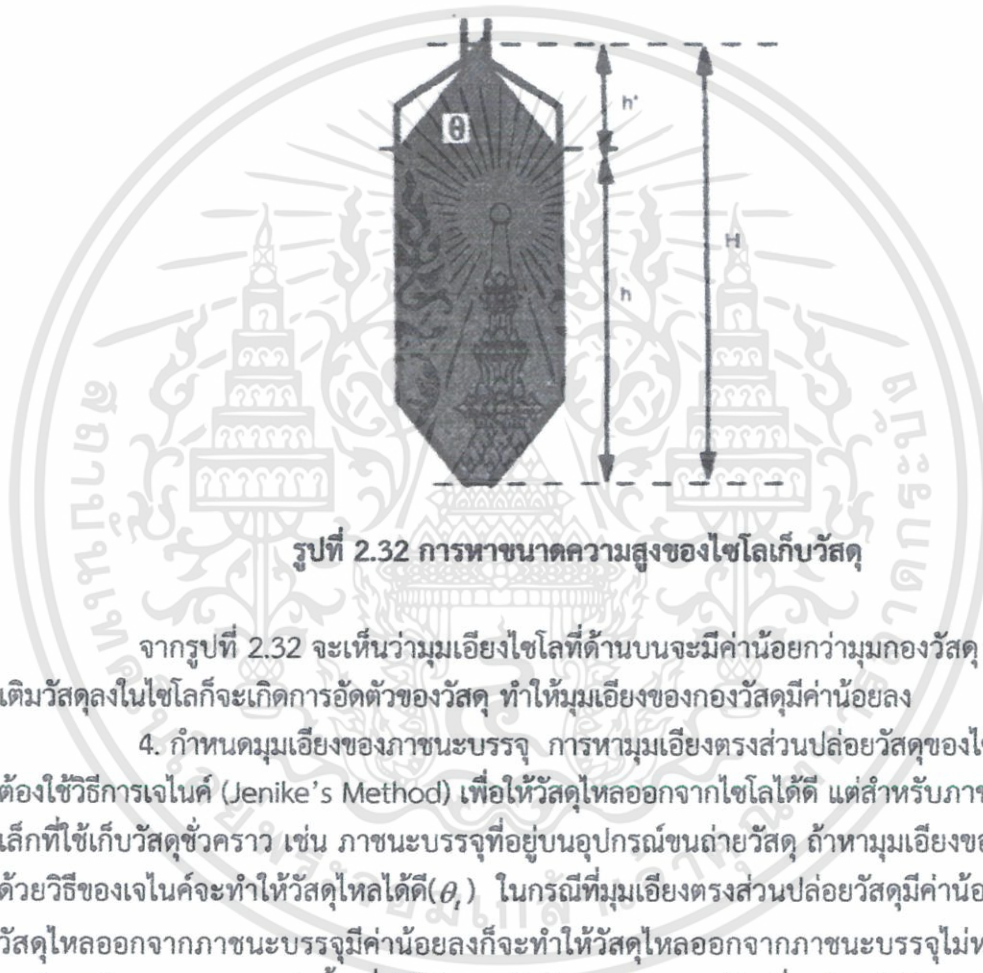 h'
θ
H
h
รูปที่ 2.32 การหาขนาดความสูงของไซโลเก็บวัสดุ
จากรูปที่ 2.32 จะเห็นว่ามุมเอียงไซโลที่ด้านบนจะมีค่าน้อยกว่ามุมกองวัสดุ
เติมวัสดุลงในไซโลก็จะเกิดการอัดตัวของวัสดุ ทำให้มุมเอียงของกองวัสดุมีค่าน้อยลง
4. กำหนดมุมเอียงของภาชนะบรรจุ การหามุมเอียงตรงส่วนปล่อยวัสดุของไซ
ต้องใช้วิธีการเจไนค์ (Jenike's Method) เพื่อให้วัสดุไหลออกจากไซโลได้ดี แต่สำหรับภาช
เล็กที่ใช้เก็บวัสดุชั่วคราว เช่น ภาชนะบรรจุที่อยู่บนอุปกรณ์ขนถ่ายวัสดุ ถ้าหามุมเอียงขอ
ด้วยวิธีของเจไนค์จะทำให้วัสดุไหลได้ดี(θt) ในกรณีที่มุมเอียงตรงส่วนปล่อยวัสดุมีค่าน้อ
วัสดุไหลออกจากภาชนะบรรจุมีค่าน้อยลงก็จะทำให้วัสดุไหลออกจากภาชนะบรรจุไม่ห